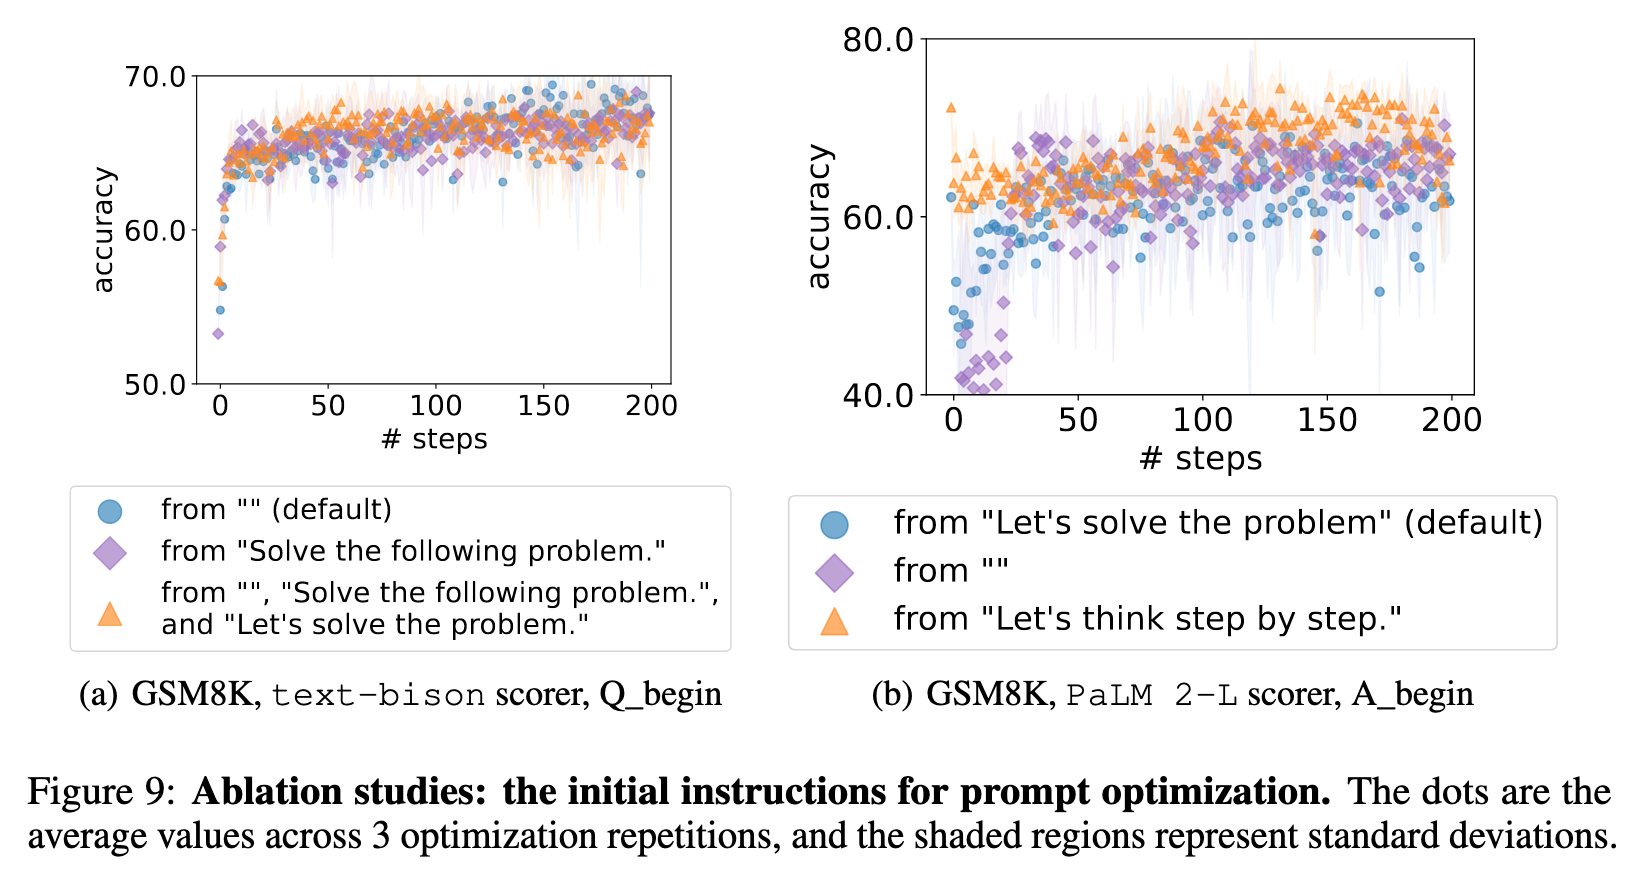 70.0
60.0
50.0
accuracy
0 50 100 150 200
# steps
from "" (default)
from "Solve the following problem."
from "", "Solve the following problem.",
and "Let's solve the problem."
(a) GSM8K, text-bison scorer, Q_begin
80.0
60.0
40.0
accuracy
0 50 100 150 200
# steps
from "Let's solve the problem" (default)
from ""
from "Let's think step by step."
(b) GSM8K, PaLM 2-L scorer, A_begin
Figure 9: Ablation studies: the initial instructions for prompt optimization. The dots are the
average values across 3 optimization repetitions, and the shaded regions represent standard deviations.